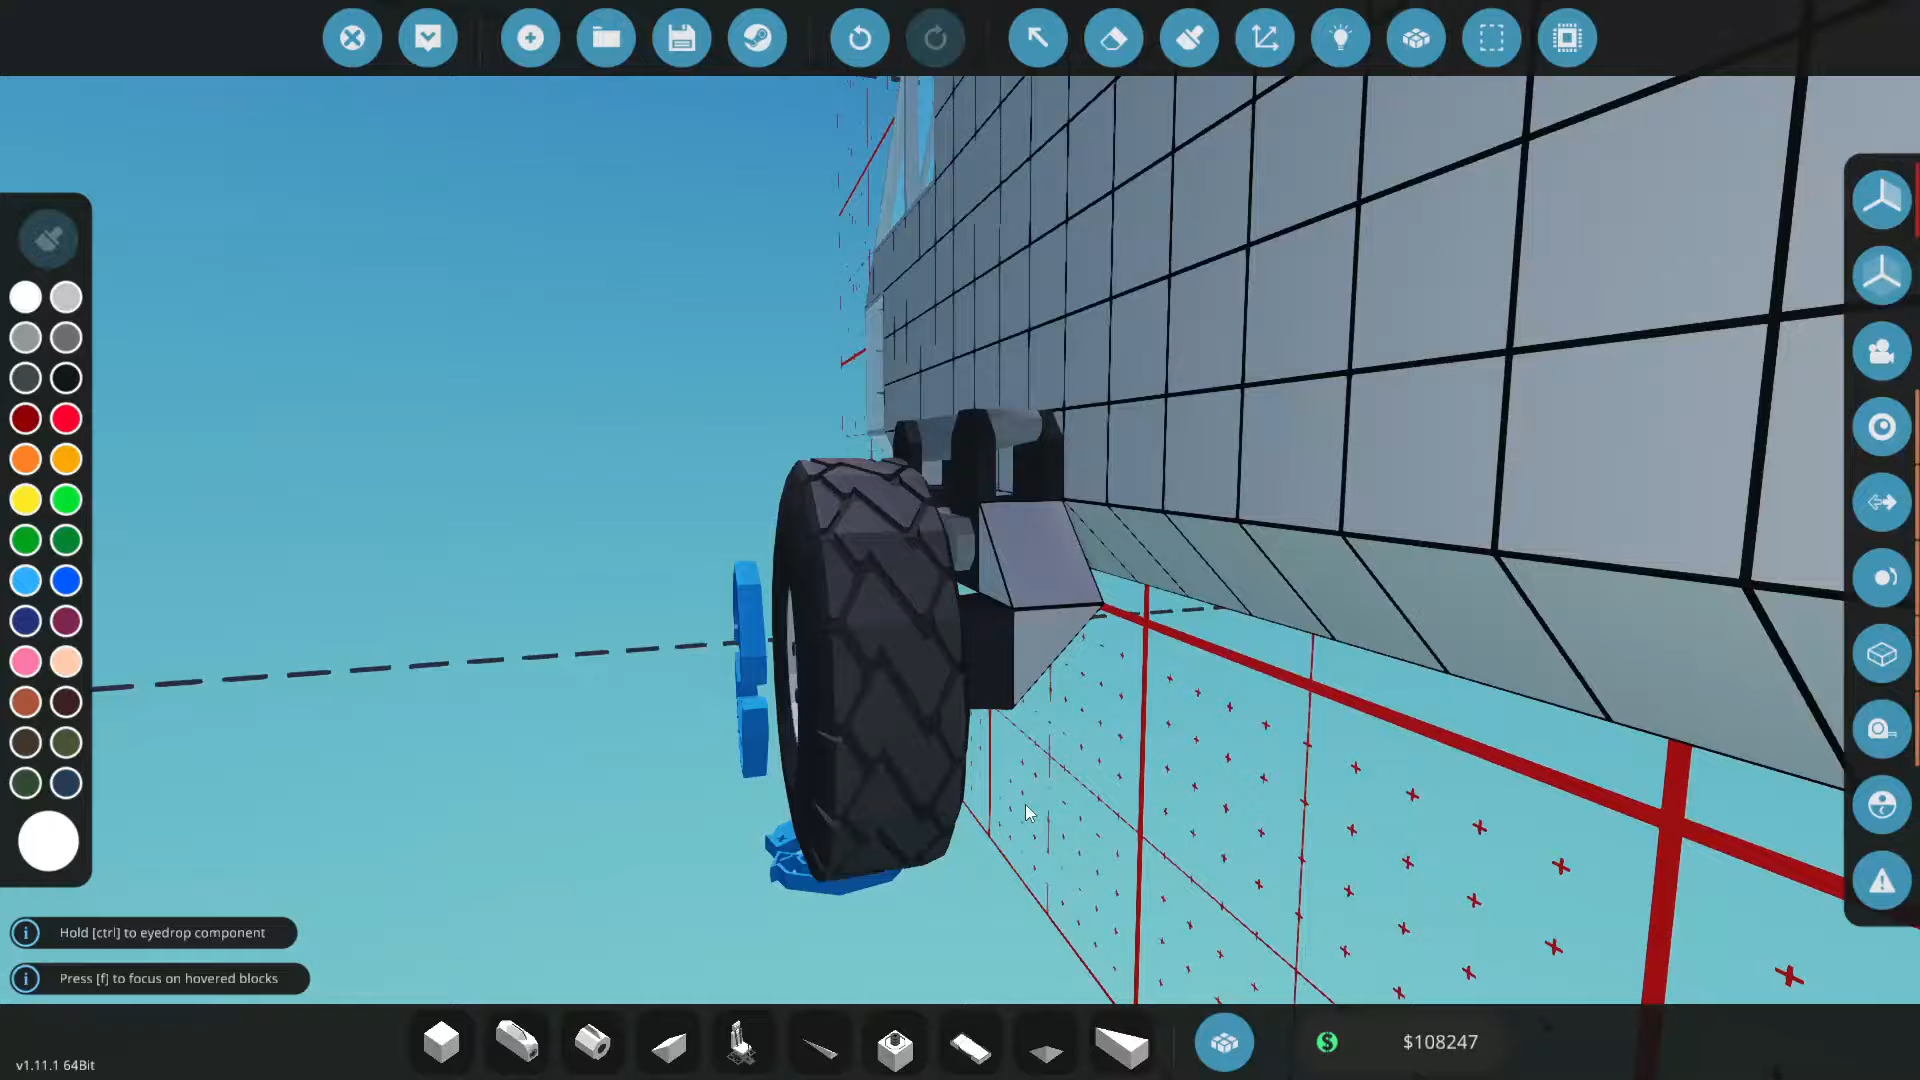 Hold [ctrl] to eyedrop component
Press [f] to focus on hovered blocks
$108247
v1.11.1 64Bit